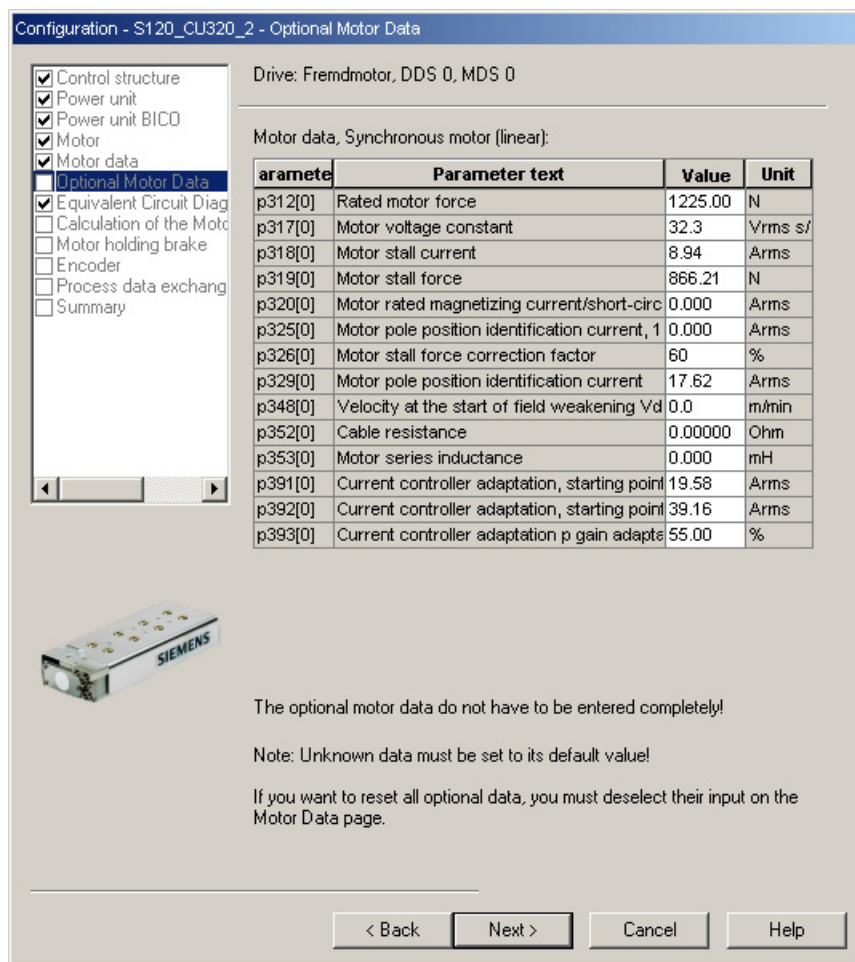 Configuration - S120_CU320_2 - Optional Motor Data
Control structure
Power unit
Power unit BICO
Motor
Motor data
Optional Motor Data
Equivalent Circuit Diag
Calculation of the Moto
Motor holding brake
Encoder
Process data exchang
Summary
Drive: Fremdmotor, DDS 0, MDS 0
Motor data, Synchronous motor (linear):
aramete Parameter text Value Unit
p312[0] Rated motor force 1225.00 N
p317[0] Motor voltage constant 32.3 Vrms s/
p318[0] Motor stall current 8.94 Arms
p319[0] Motor stall force 866.21 N
p320[0] Motor rated magnetizing current/short-circ 0.000 Arms
p325[0] Motor pole position identification current, 1 0.000 Arms
p326[0] Motor stall force correction factor 60 %
p329[0] Motor pole position identification current 17.62 Arms
p348[0] Velocity at the start of field weakening Vd 0.0 m/min
p352[0] Cable resistance 0.00000 Ohm
p353[0] Motor series inductance 0.000 mH
p391[0] Current controller adaptation, starting point 19.58 Arms
p392[0] Current controller adaptation, starting point 39.16 Arms
p393[0] Current controller adaptation p gain adapta 55.00 %
SIEMENS
The optional motor data do not have to be entered completely!
Note: Unknown data must be set to its default value!
If you want to reset all optional data, you must deselect their input on the
Motor Data page.
< Back Next > Cancel Help